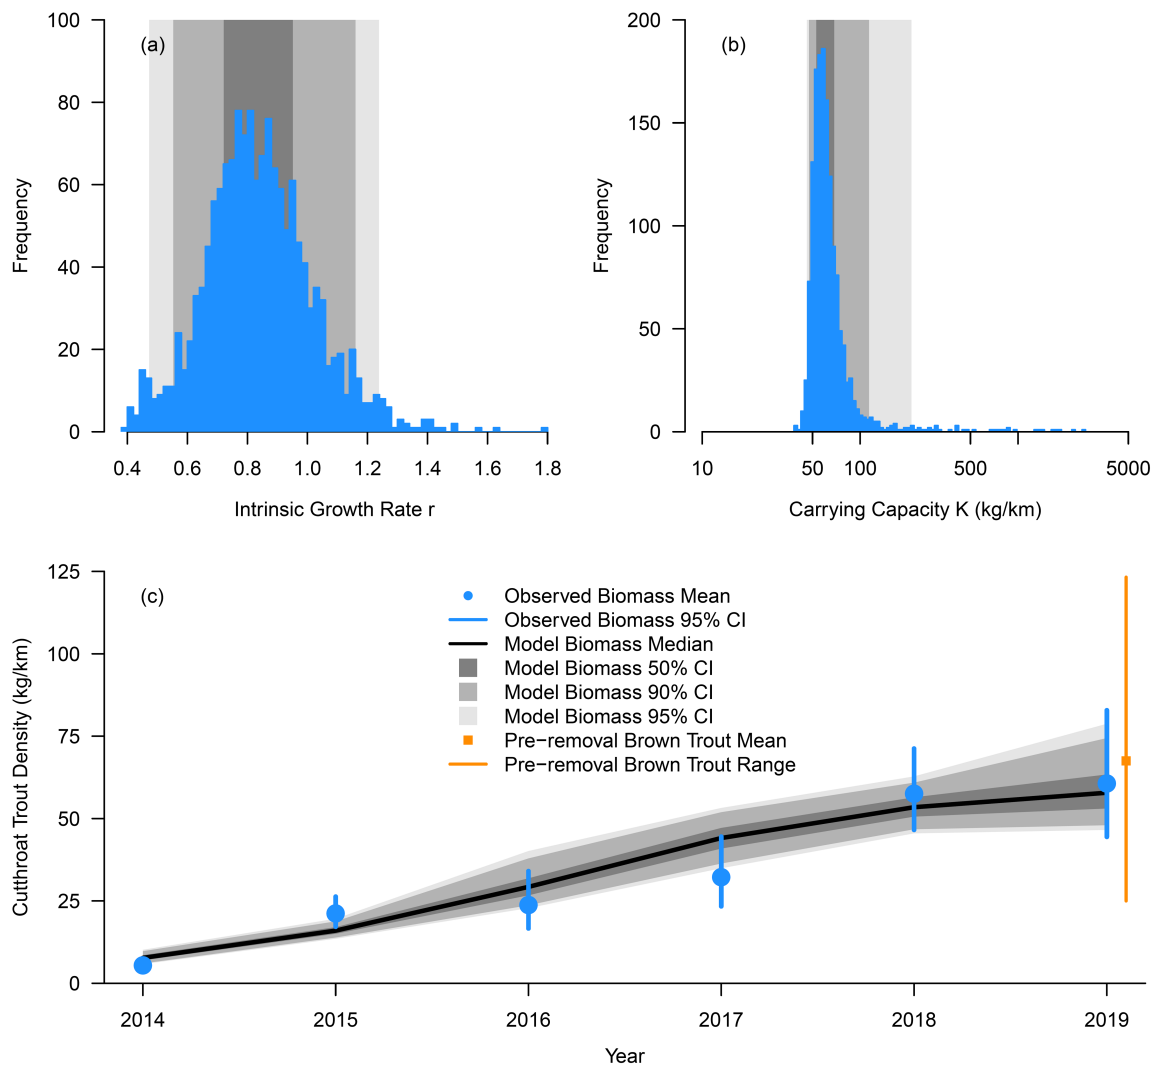 (a)
100
80
60
40
20
0
Frequency
0.4 0.6 0.8 1.0 1.2 1.4 1.6 1.8
Intrinsic Growth Rate r
(b)
200
150
100
50
0
Frequency
10 50 100 500 5000
Carrying Capacity K (kg/km)
(c)
125
100
75
50
25
0
Cutthroat Trout Density (kg/km)
Observed Biomass Mean
Observed Biomass 95% CI
Model Biomass Median
Model Biomass 50% CI
Model Biomass 90% CI
Model Biomass 95% CI
Pre−removal Brown Trout Mean
Pre−removal Brown Trout Range
2014 2015 2016 2017 2018 2019
Year